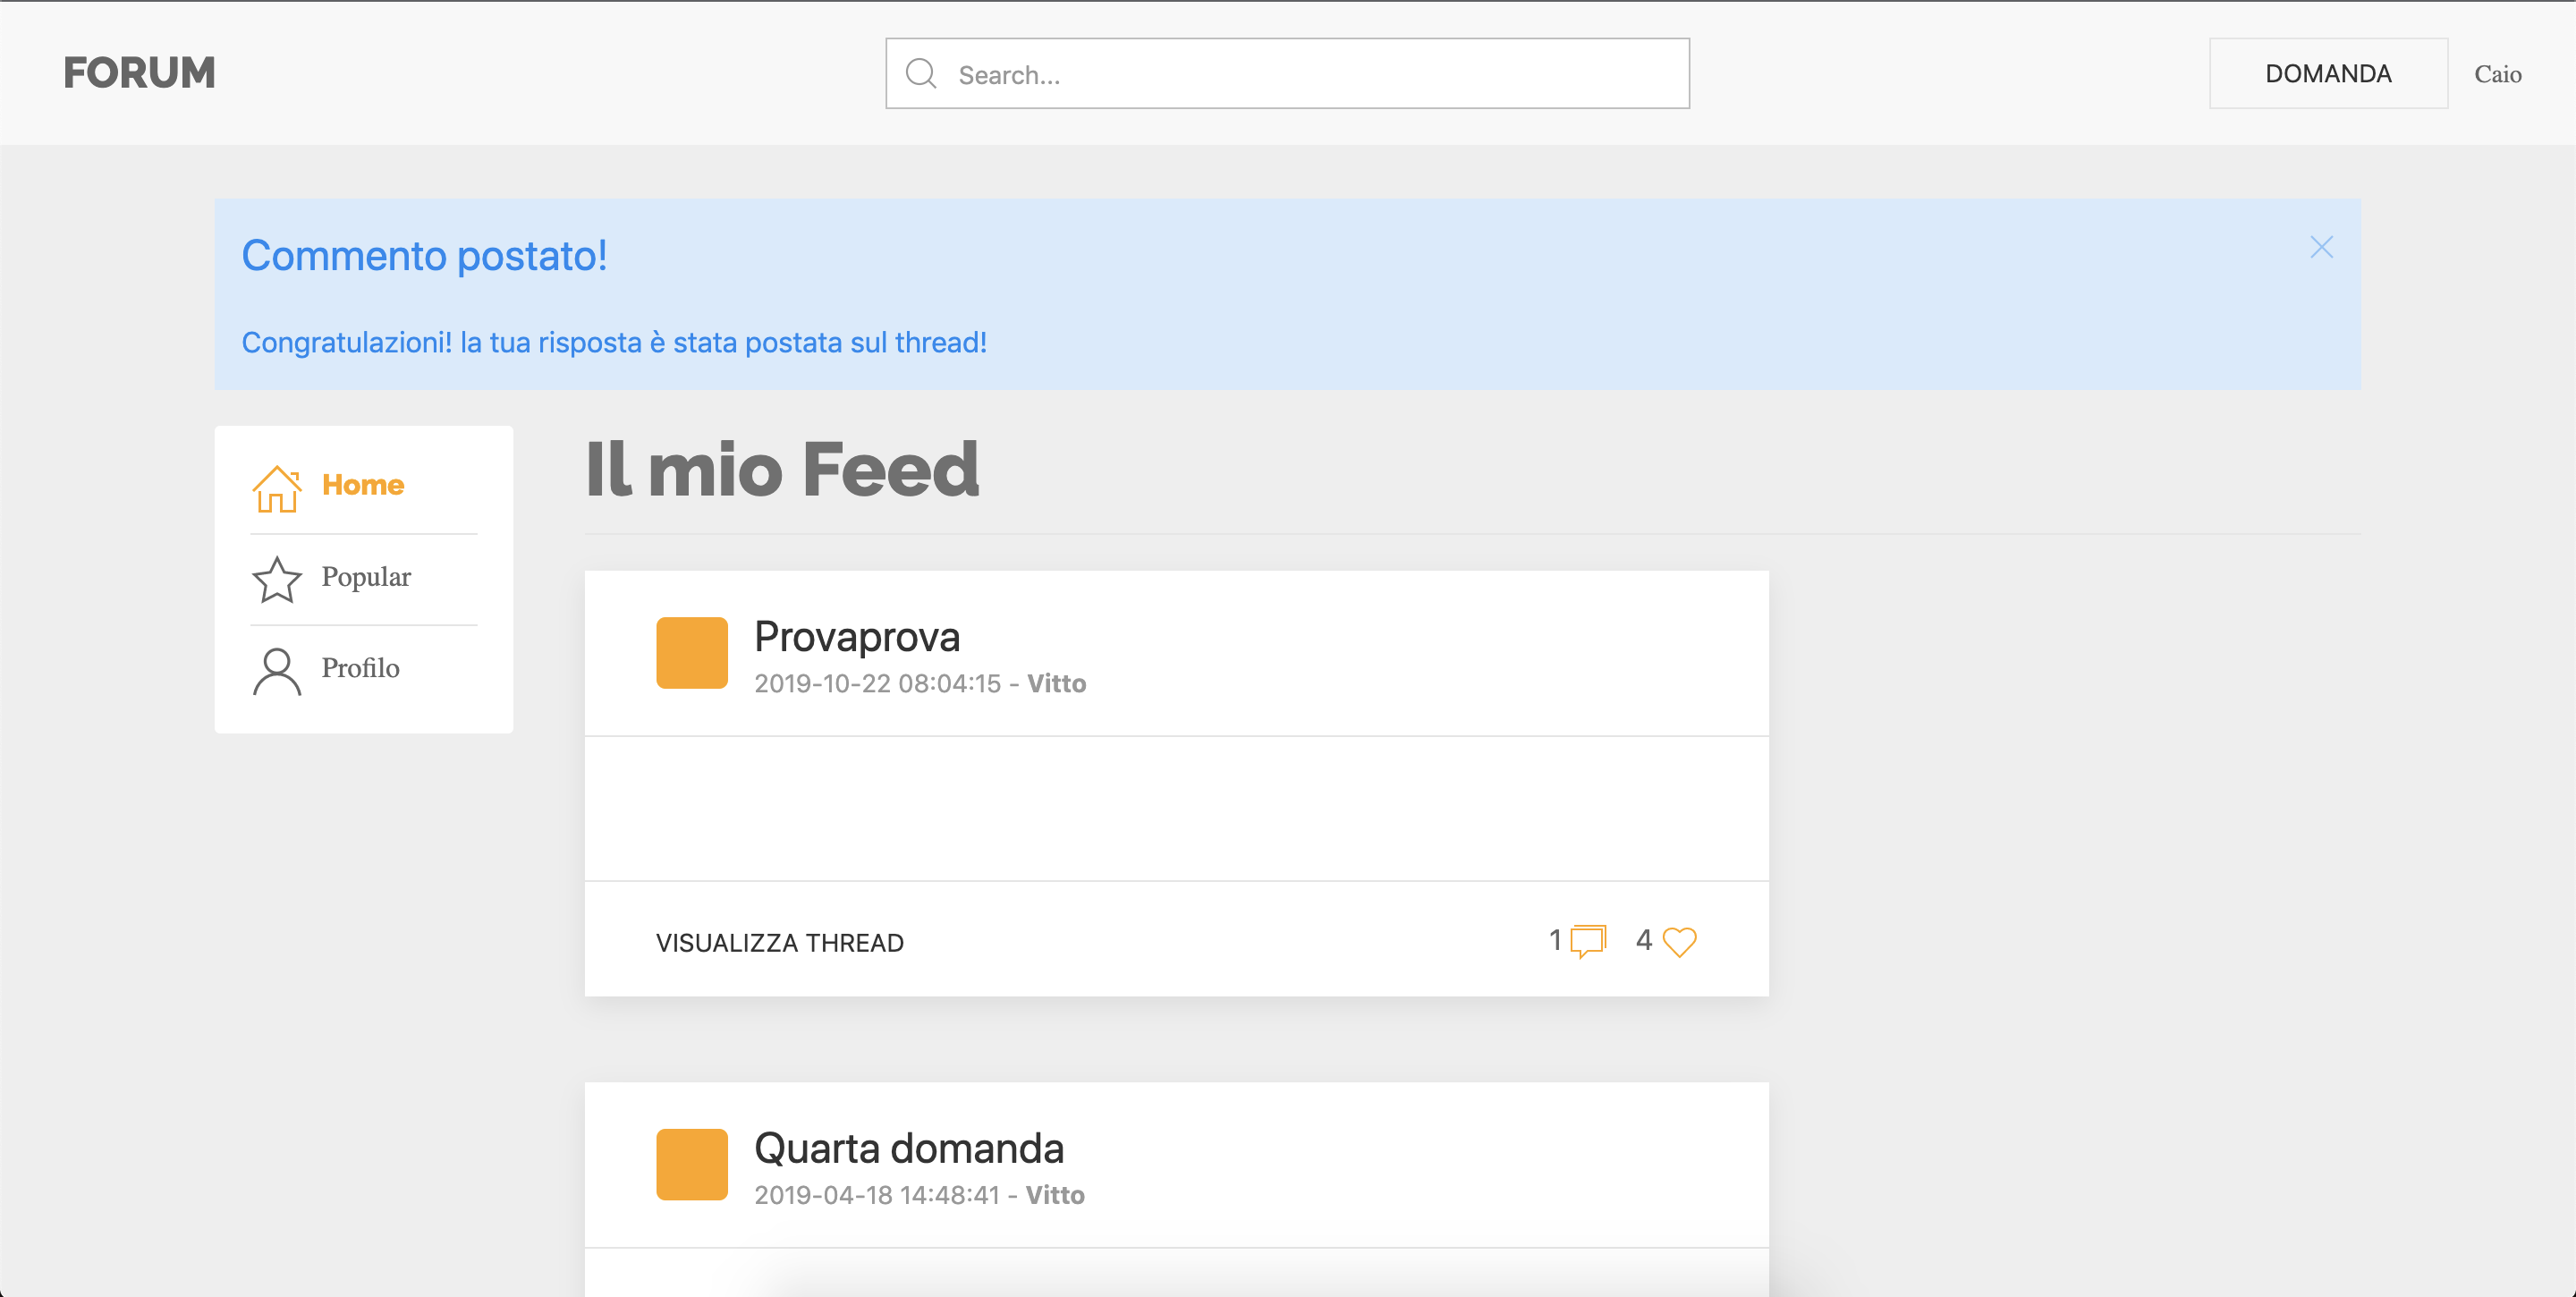 FORUM
Search...
DOMANDA
Caio
Commento postato!
Congratulazioni! la tua risposta è stata postata sul thread!
Home
Popular
Profilo
Il mio Feed
Provaprova
2019-10-22 08:04:15 - Vitto
VISUALIZZA THREAD
1
4
Quarta domanda
2019-04-18 14:48:41 - Vitto